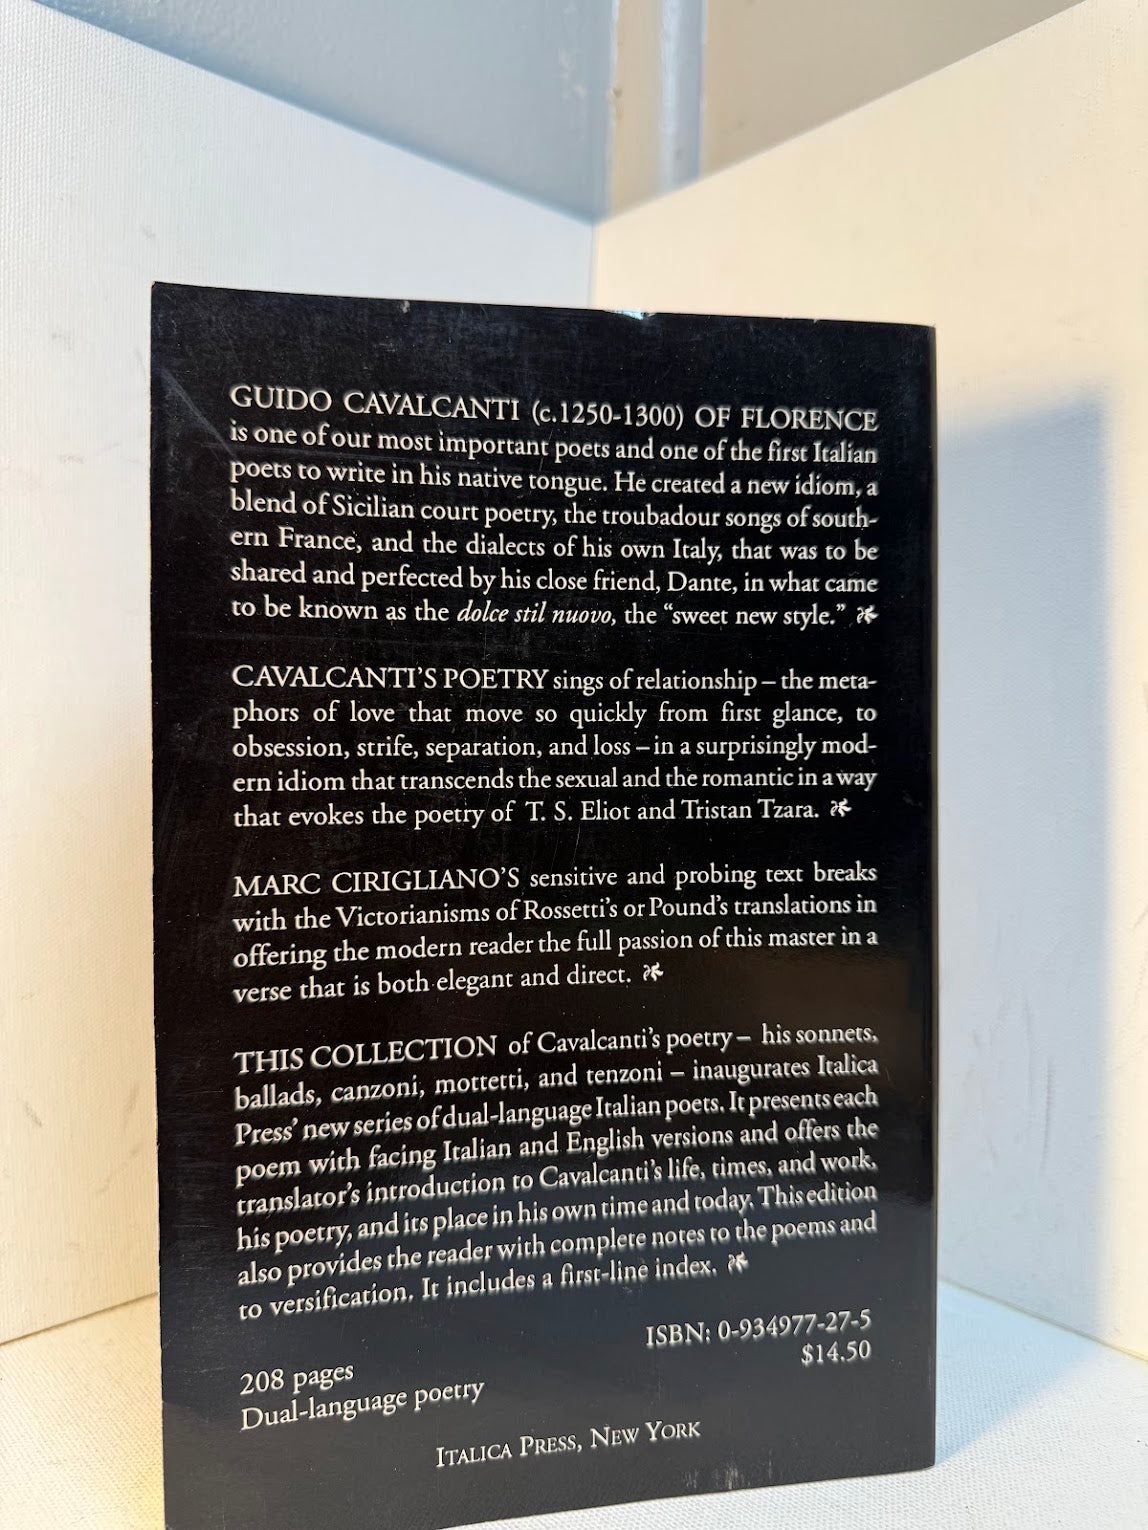 GUIDO CAVALCANTI (c.1250-1300) OF FLORENCE
is one of our most important poets and one of the first Italian
poets to write in his native tongue. He created a new idiom, a
blend of Sicilian court poetry, the troubadour songs of south-
ern France, and the dialects of his own Italy, that was to be
shared and perfected by his close friend, Dante, in what came
to be known as the dolce stil nuovo, the “sweet new style.”
CAVALCANTI’S POETRY sings of relationship – the meta-
phors of love that move so quickly from first glance, to
obsession, strife, separation, and loss – in a surprisingly mod-
ern idiom that transcends the sexual and the romantic in a way
that evokes the poetry of T. S. Eliot and Tristan Tzara.
MARC CIRIGLIANO’S sensitive and probing text breaks
with the Victorianisms of Rossetti’s or Pound’s translations in
offering the modern reader the full passion of this master in a
verse that is both elegant and direct.
THIS COLLECTION of Cavalcanti’s poetry – his sonnets,
ballads, canzoni, mottetti, and tenzoni – inaugurates Italica
Press’ new series of dual-language Italian poets. It presents each
poem with facing Italian and English versions and offers the
translator’s introduction to Cavalcanti’s life, times, and work,
his poetry, and its place in his own time and today. This edition
also provides the reader with complete notes to the poems and
to versification. It includes a first-line index.
ISBN: 0-934977-27-5
$14.50
208 pages
Dual-language poetry
ITALICA PRESS, NEW YORK